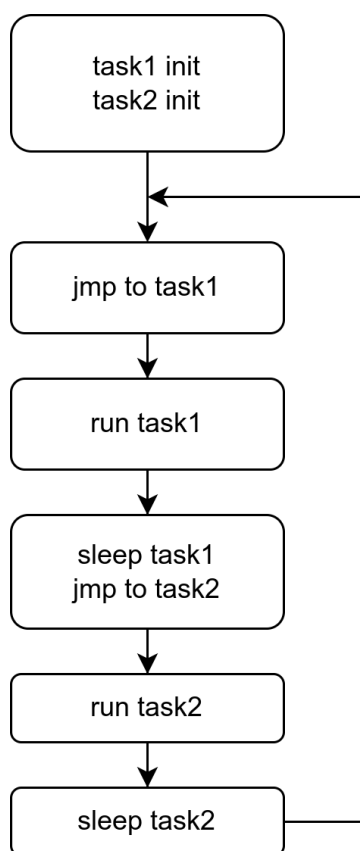 task1 init
task2 init
jmp to task1
run task1
sleep task1
jmp to task2
run task2
sleep task2